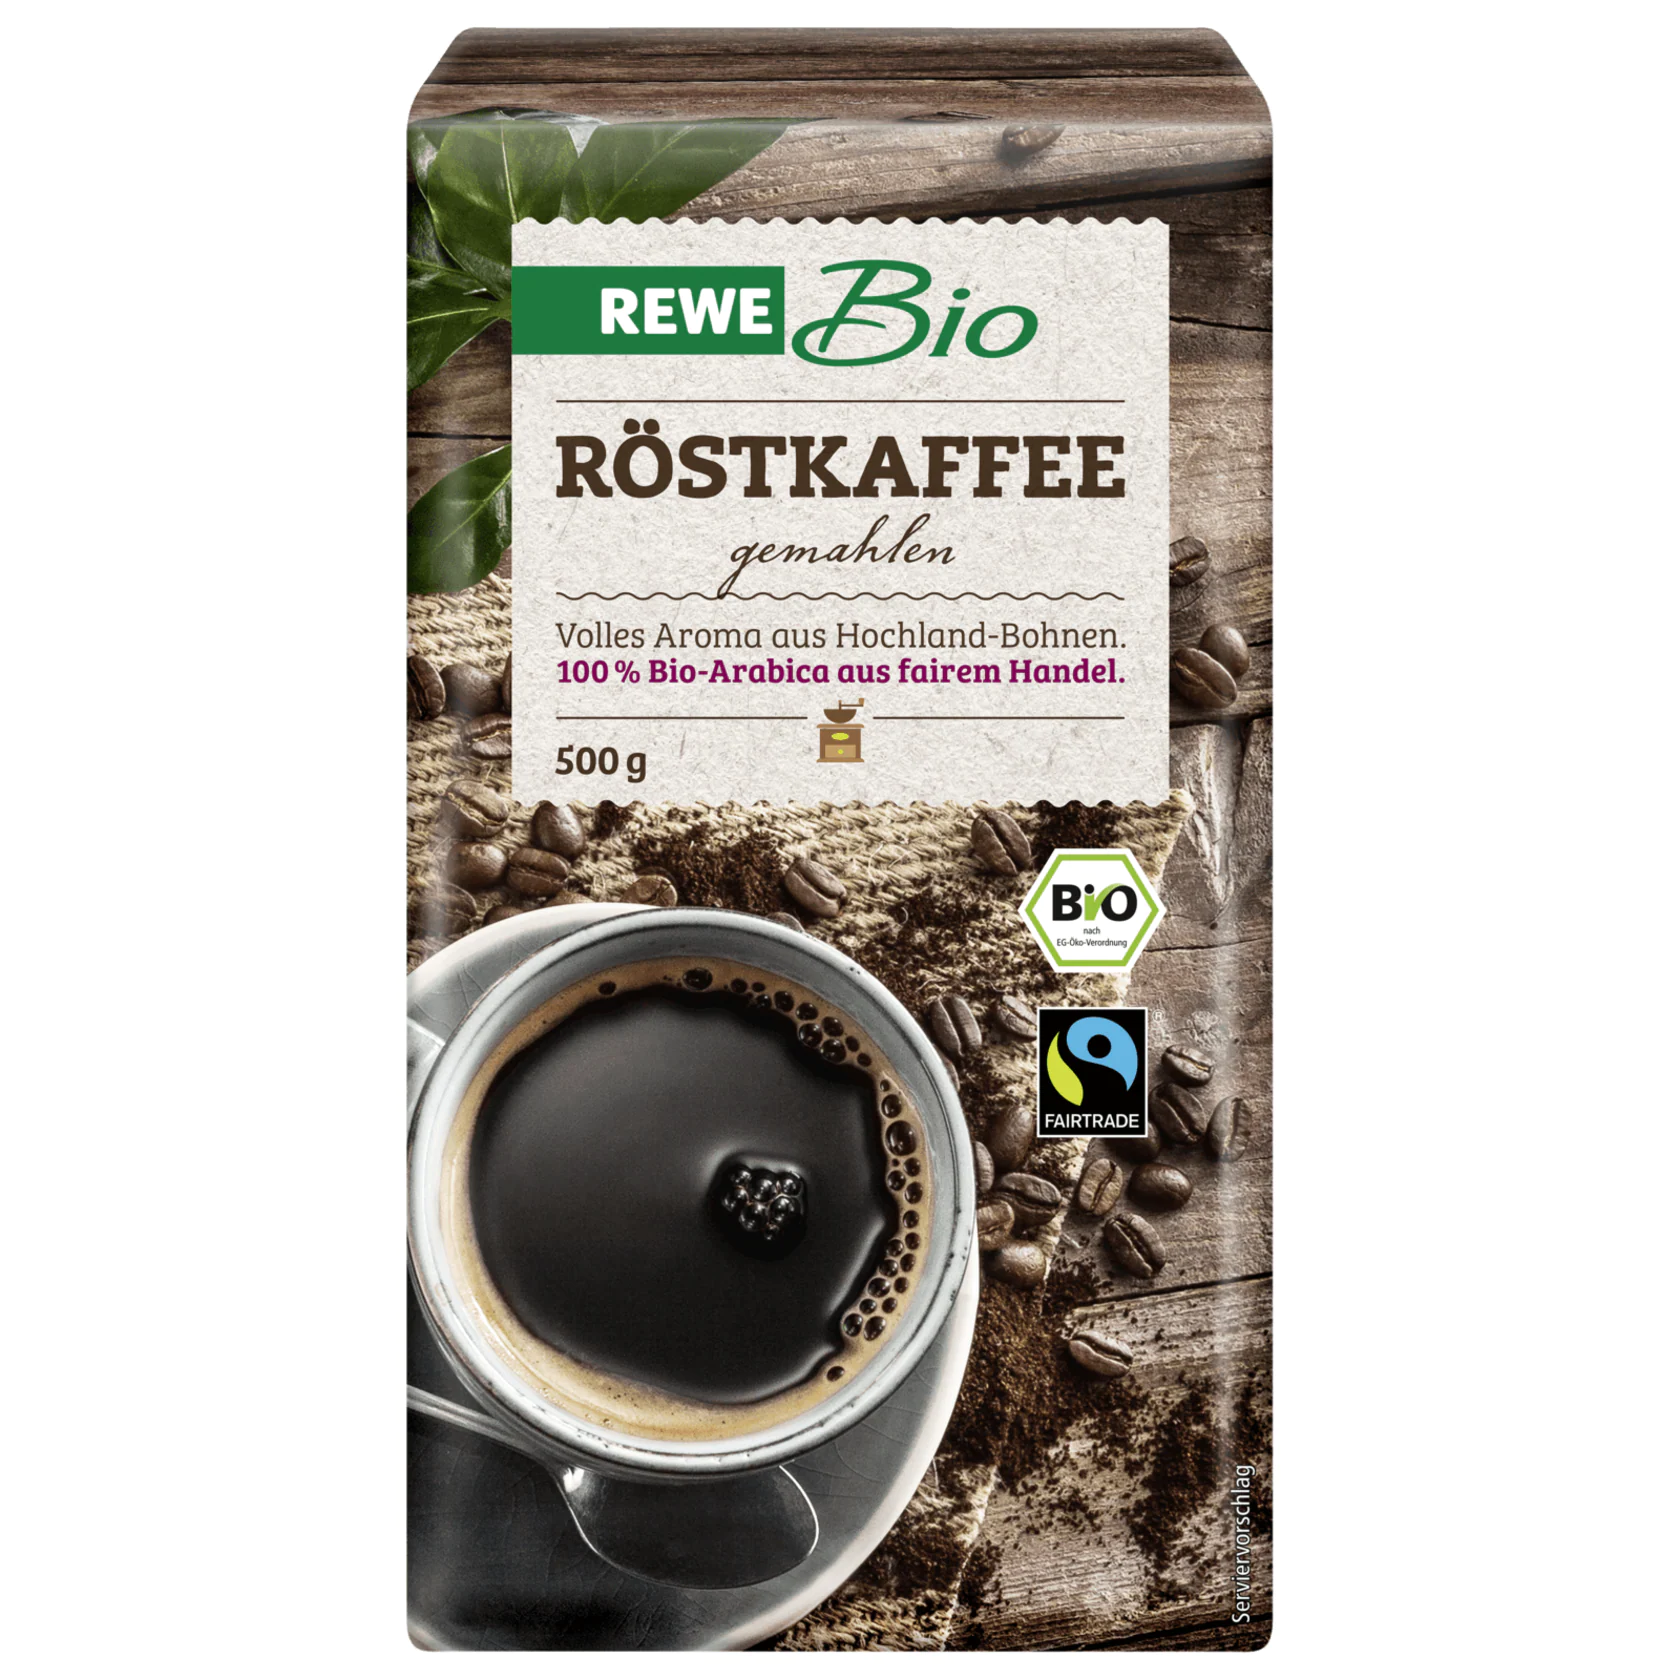 REWE Bio
RÖSTKAFFEE
gemahlen
Volles Aroma aus Hochland-Bohnen.
100 % Bio-Arabica aus fairem Handel.
500 g
Bio
nach
EG-Öko-Verordnung
®
FAIRTRADE
Serviervorschlag